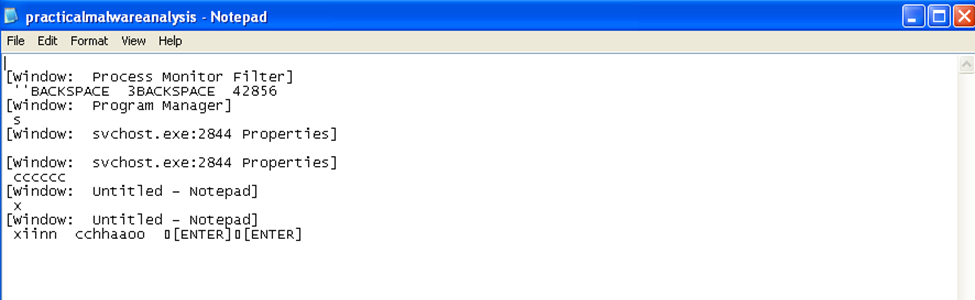 practicalmalwareanalysis - Notepad
File Edit Format View Help
[Window:  Process Monitor Filter]
 ''BACKSPACE  3BACKSPACE  42856
[Window:  Program Manager]
 s
[Window:  svchost.exe:2844 Properties]
[Window:  svchost.exe:2844 Properties]
 cccccc
[Window:  Untitled - Notepad]
 x
[Window:  Untitled - Notepad]
 xiinn  cchhaaoo  ▯[ENTER]▯[ENTER]